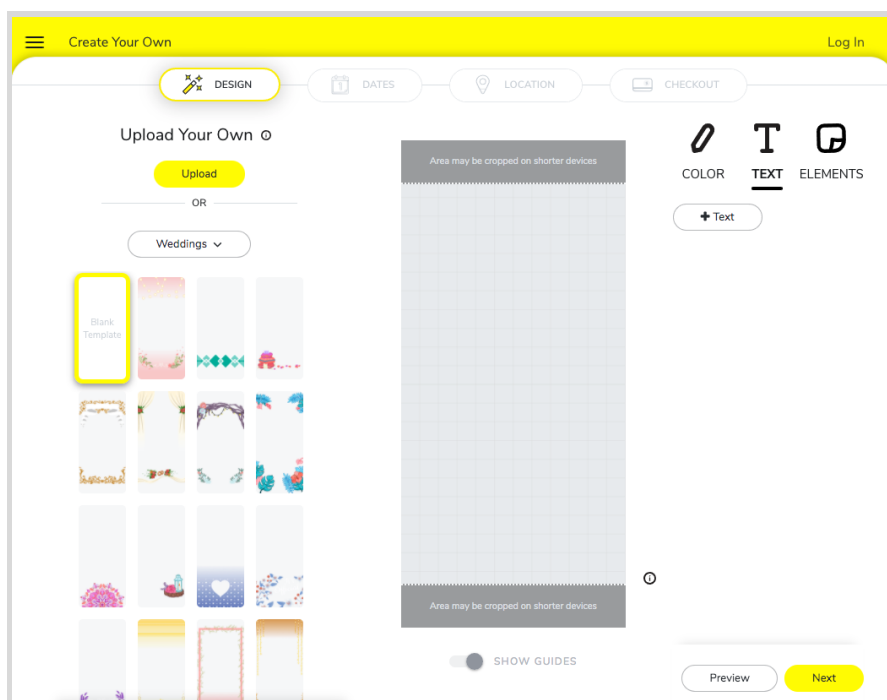 Create Your Own
Log In
DESIGN
DATES
LOCATION
CHECKOUT
Upload Your Own
Upload
OR
Weddings
Blank
Template
Area may be cropped on shorter devices
Area may be cropped on shorter devices
SHOW GUIDES
COLOR
TEXT
ELEMENTS
+ Text
Preview
Next